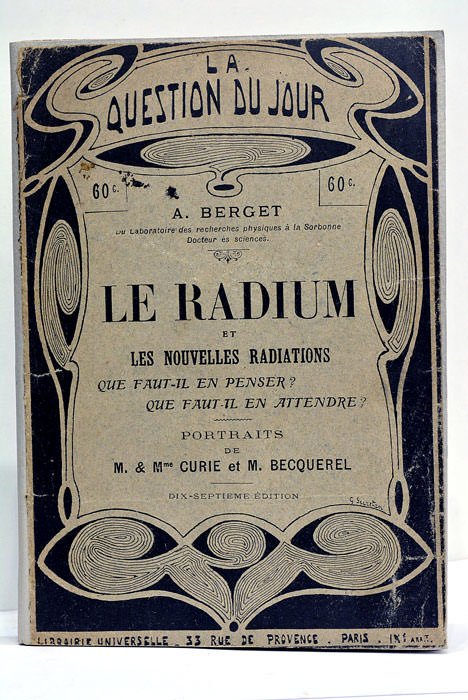 LA
QUESTION DU JOUR
60 c.
60 c.
A. BERGET
Du Laboratoire des recherches physiques à la Sorbonne
Docteur ès sciences.
LE RADIUM
ET
LES NOUVELLES RADIATIONS
QUE FAUT-IL EN PENSER?
QUE FAUT-IL EN ATTENDRE?
PORTRAITS
DE
M. & Mme CURIE et M. BECQUEREL
DIX-SEPTIEME ÉDITION
LIBRAIRIE UNIVERSELLE _ 33 RUE DE PROVENCE _ PARIS _ IXe